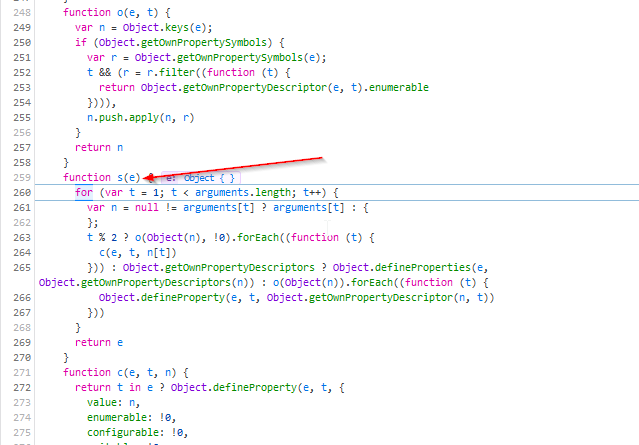 248 function o(e, t) {
249 var n = Object.keys(e);
250 if (Object.getOwnPropertySymbols) {
251 var r = Object.getOwnPropertySymbols(e);
252 t && (r = r.filter((function (t) {
253 return Object.getOwnPropertyDescriptor(e, t).enumerable
254 }))),
255 n.push.apply(n, r)
256 }
257 return n
258 }
259 function s(e) { e: Object { }
260 for (var t = 1; t < arguments.length; t++) {
261 var n = null != arguments[t] ? arguments[t] : {
262 };
263 t % 2 ? o(Object(n), !0).forEach((function (t) {
264 c(e, t, n[t])
265 })) : Object.getOwnPropertyDescriptors ? Object.defineProperties(e,
Object.getOwnPropertyDescriptors(n)) : o(Object(n)).forEach((function (t) {
266 Object.defineProperty(e, t, Object.getOwnPropertyDescriptor(n, t))
267 }))
268 }
269 return e
270 }
271 function c(e, t, n) {
272 return t in e ? Object.defineProperty(e, t, {
273 value: n,
274 enumerable: !0,
275 configurable: !0,